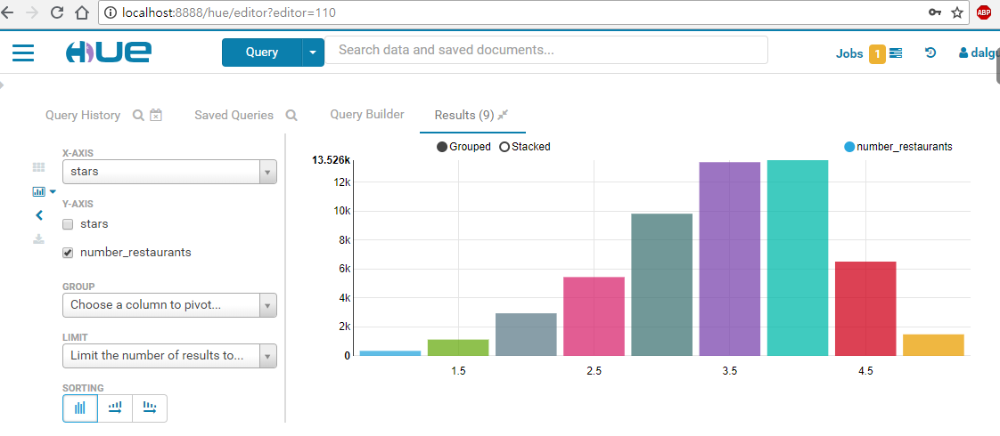 localhost:8888/hue/editor?editor=110
ABP
HUE
Query
Search data and saved documents...
Jobs 1
Query History
Saved Queries
Query Builder
Results (9)
X-AXIS
stars
Y-AXIS
stars
number_restaurants
GROUP
Choose a column to pivot...
LIMIT
Limit the number of results to...
SORTING
Grouped Stacked number_restaurants
13.526k
12k
10k
8k
6k
4k
2k
0
1.5 2.5 3.5 4.5